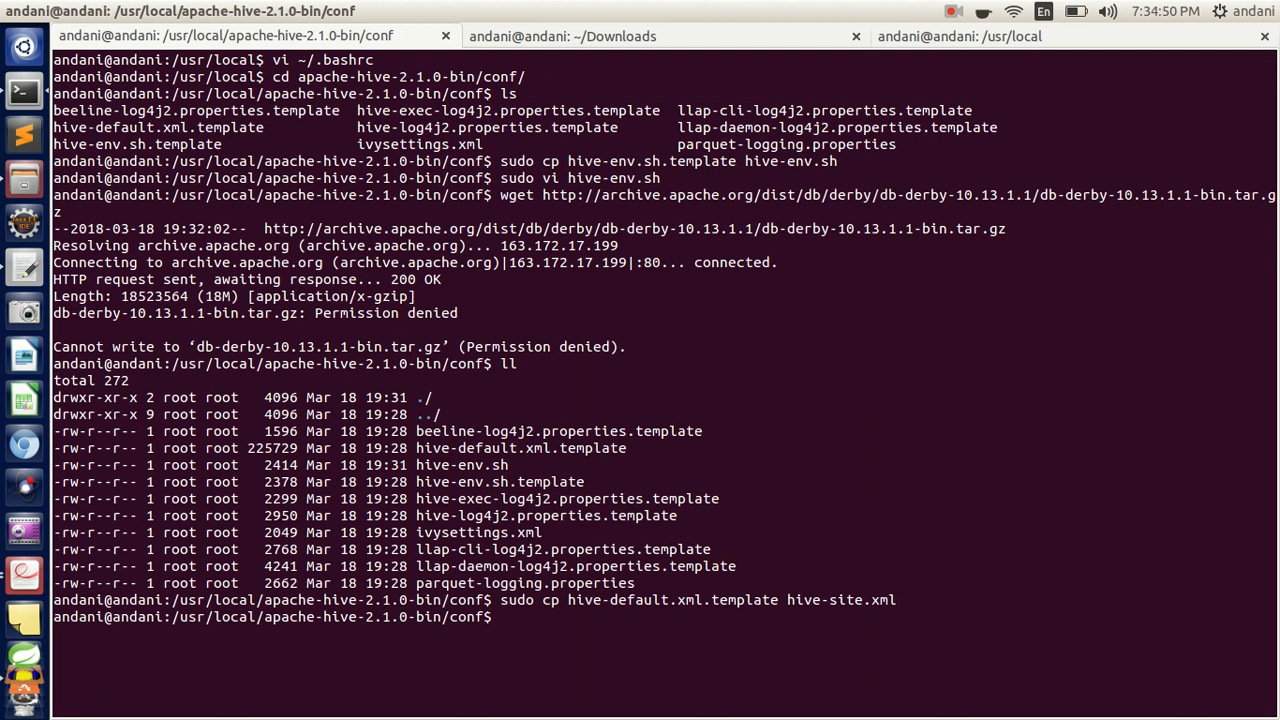 andani@andani: /usr/local/apache-hive-2.1.0-bin/conf
En
7:34:50 PM
andani
andani@andani: /usr/local/apache-hive-2.1.0-bin/conf
andani@andani: ~/Downloads
andani@andani: /usr/local
andani@andani:/usr/local$ vi ~/.bashrc
andani@andani:/usr/local$ cd apache-hive-2.1.0-bin/conf/
andani@andani:/usr/local/apache-hive-2.1.0-bin/conf$ ls
beeline-log4j2.properties.template  hive-exec-log4j2.properties.template  llap-cli-log4j2.properties.template
hive-default.xml.template           hive-log4j2.properties.template       llap-daemon-log4j2.properties.template
hive-env.sh.template                ivysettings.xml                       parquet-logging.properties
andani@andani:/usr/local/apache-hive-2.1.0-bin/conf$ sudo cp hive-env.sh.template hive-env.sh
andani@andani:/usr/local/apache-hive-2.1.0-bin/conf$ sudo vi hive-env.sh
andani@andani:/usr/local/apache-hive-2.1.0-bin/conf$ wget http://archive.apache.org/dist/db/derby/db-derby-10.13.1.1/db-derby-10.13.1.1-bin.tar.g
z
--2018-03-18 19:32:02--  http://archive.apache.org/dist/db/derby/db-derby-10.13.1.1/db-derby-10.13.1.1-bin.tar.gz
Resolving archive.apache.org (archive.apache.org)... 163.172.17.199
Connecting to archive.apache.org (archive.apache.org)|163.172.17.199|:80... connected.
HTTP request sent, awaiting response... 200 OK
Length: 18523564 (18M) [application/x-gzip]
db-derby-10.13.1.1-bin.tar.gz: Permission denied
Cannot write to ‘db-derby-10.13.1.1-bin.tar.gz’ (Permission denied).
andani@andani:/usr/local/apache-hive-2.1.0-bin/conf$ ll
total 272
drwxr-xr-x 2 root root   4096 Mar 18 19:31 ./
drwxr-xr-x 9 root root   4096 Mar 18 19:28 ../
-rw-r--r-- 1 root root   1596 Mar 18 19:28 beeline-log4j2.properties.template
-rw-r--r-- 1 root root 225729 Mar 18 19:28 hive-default.xml.template
-rw-r--r-- 1 root root   2414 Mar 18 19:31 hive-env.sh
-rw-r--r-- 1 root root   2378 Mar 18 19:28 hive-env.sh.template
-rw-r--r-- 1 root root   2299 Mar 18 19:28 hive-exec-log4j2.properties.template
-rw-r--r-- 1 root root   2950 Mar 18 19:28 hive-log4j2.properties.template
-rw-r--r-- 1 root root   2049 Mar 18 19:28 ivysettings.xml
-rw-r--r-- 1 root root   2768 Mar 18 19:28 llap-cli-log4j2.properties.template
-rw-r--r-- 1 root root   4241 Mar 18 19:28 llap-daemon-log4j2.properties.template
-rw-r--r-- 1 root root   2662 Mar 18 19:28 parquet-logging.properties
andani@andani:/usr/local/apache-hive-2.1.0-bin/conf$ sudo cp hive-default.xml.template hive-site.xml
andani@andani:/usr/local/apache-hive-2.1.0-bin/conf$